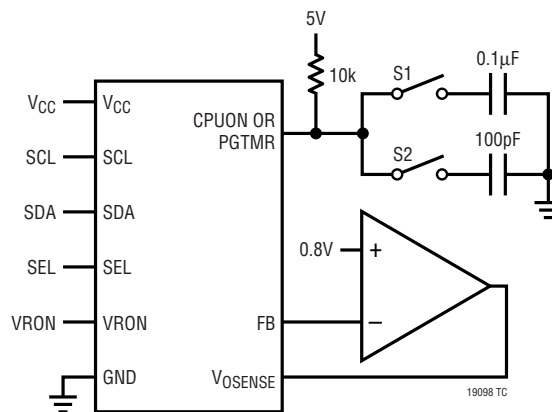 5V
10k
S1
0.1µF
S2
100pF
VCC
VCC
CPUON OR
PGTMR
SCL
SCL
SDA
SDA
SEL
SEL
0.8V
+
VRON
VRON
FB
–
GND
VOSENSE
19098 TC